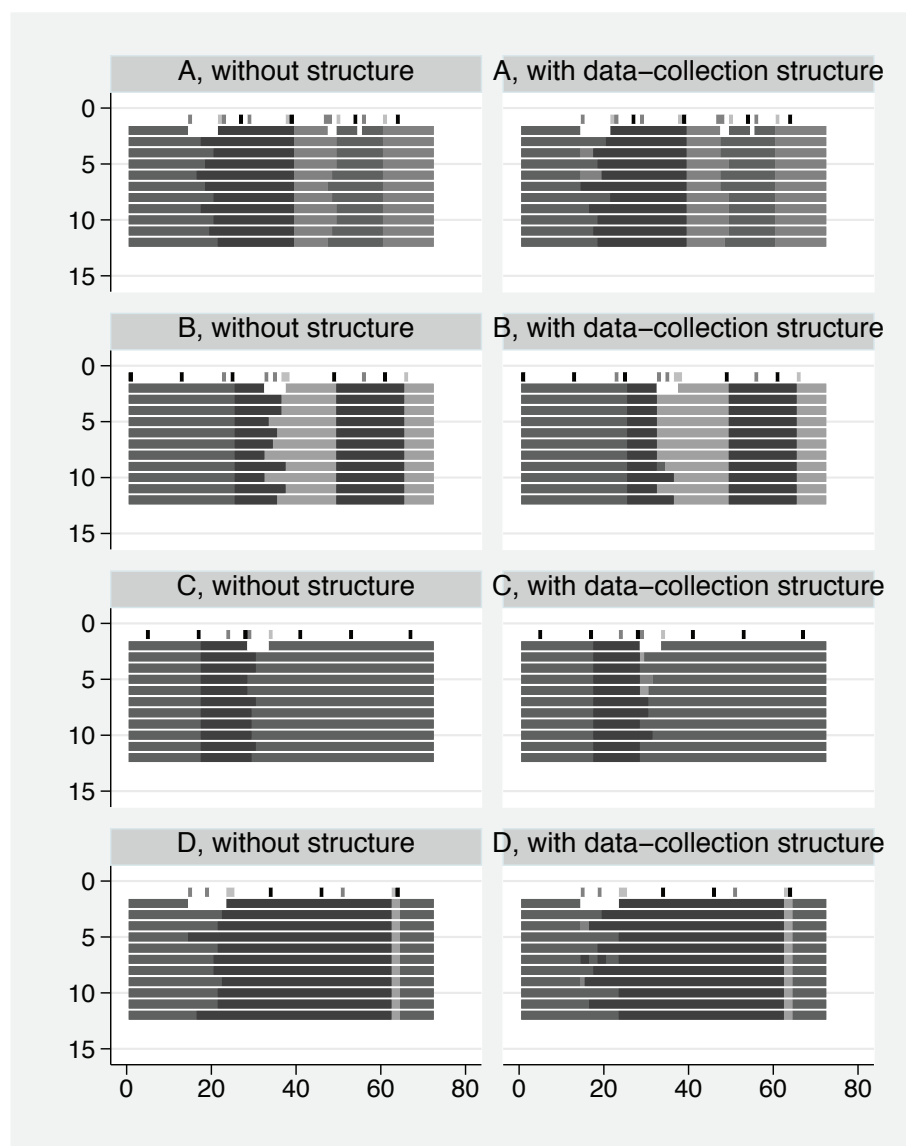 A, without structure
A, with data−collection structure
0
5
10
15
B, without structure
B, with data−collection structure
0
5
10
15
C, without structure
C, with data−collection structure
0
5
10
15
D, without structure
D, with data−collection structure
0
5
10
15
0 20 40 60 80
0 20 40 60 80